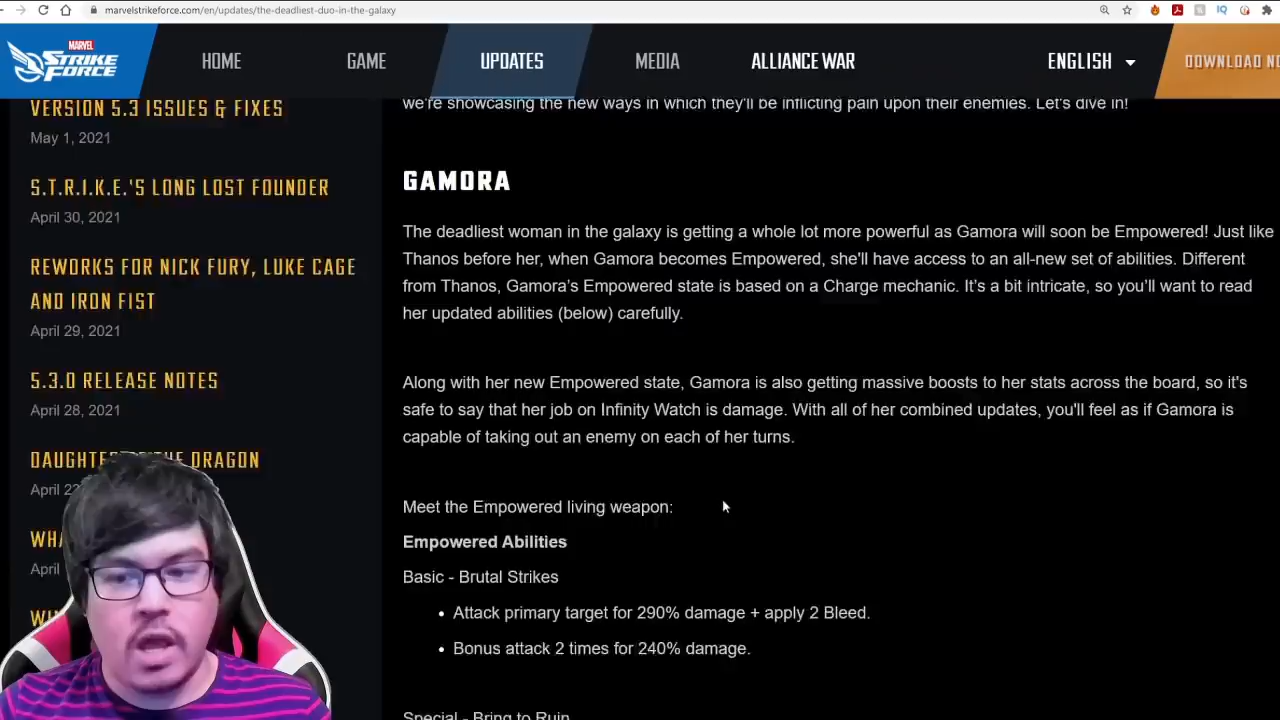 marvelstrikeforce.com/en/updates/the-deadliest-duo-in-the-galaxy
MARVEL
STRIKE
FORCE
HOME
GAME
UPDATES
MEDIA
ALLIANCE WAR
ENGLISH
DOWNLOAD
VERSION 5.3 ISSUES & FIXES
May 1, 2021
S.T.R.I.K.E.'S LONG LOST FOUNDER
April 30, 2021
REWORKS FOR NICK FURY, LUKE CAGE
AND IRON FIST
April 29, 2021
5.3.0 RELEASE NOTES
April 28, 2021
DRAGON
April
April
we're showcasing the new ways in which they'll be inflicting pain upon their enemies. Let's dive in!
GAMORA
The deadliest woman in the galaxy is getting a whole lot more powerful as Gamora will soon be Empowered! Just like
Thanos before her, when Gamora becomes Empowered, she'll have access to an all-new set of abilities. Different
from Thanos, Gamora's Empowered state is based on a Charge mechanic. It's a bit intricate, so you'll want to read
her updated abilities (below) carefully.
Along with her new Empowered state, Gamora is also getting massive boosts to her stats across the board, so it's
safe to say that her job on Infinity Watch is damage. With all of her combined updates, you'll feel as if Gamora is
capable of taking out an enemy on each of her turns.
Meet the Empowered living weapon:
Empowered Abilities
Basic - Brutal Strikes
• Attack primary target for 290% damage + apply 2 Bleed.
• Bonus attack 2 times for 240% damage.
Special - Bring to Ruin